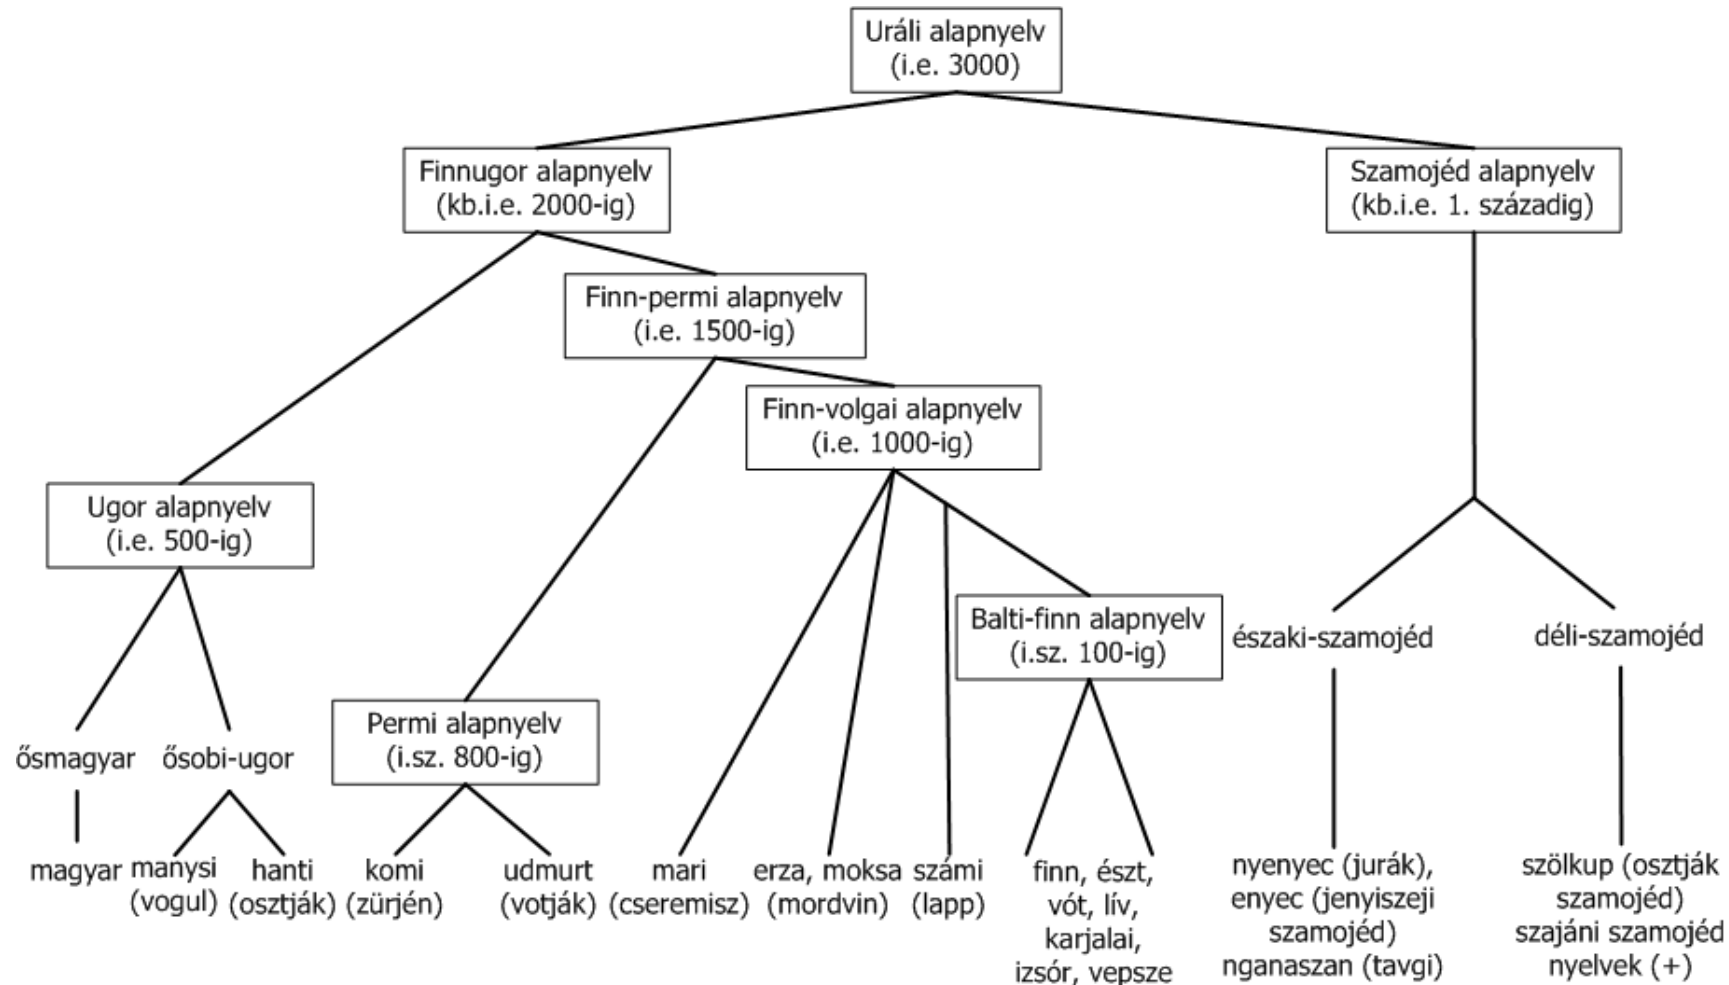 Uráli alapnyelv
(i.e. 3000)
Finnugor alapnyelv
(kb.i.e. 2000-ig)
Szamojéd alapnyelv
(kb.i.e. 1. századig)
Finn-permi alapnyelv
(i.e. 1500-ig)
Finn-volgai alapnyelv
(i.e. 1000-ig)
Ugor alapnyelv
(i.e. 500-ig)
Balti-finn alapnyelv
(i.sz. 100-ig)
északi-szamojéd
déli-szamojéd
Permi alapnyelv
(i.sz. 800-ig)
ősmagyar
ősobi-ugor
magyar
manysi
(vogul)
hanti
(osztják)
komi
(zürjén)
udmurt
(votják)
mari
(cseremisz)
erza, moksa
(mordvin)
számi
(lapp)
finn, észt,
vót, lív,
karjalai,
izsór, vepsze
nyenyec (jurák),
enyec (jenyiszeji
szamojéd)
nganaszan (tavgi)
szölkup (osztják
szamojéd)
szajáni szamojéd
nyelvek (+)